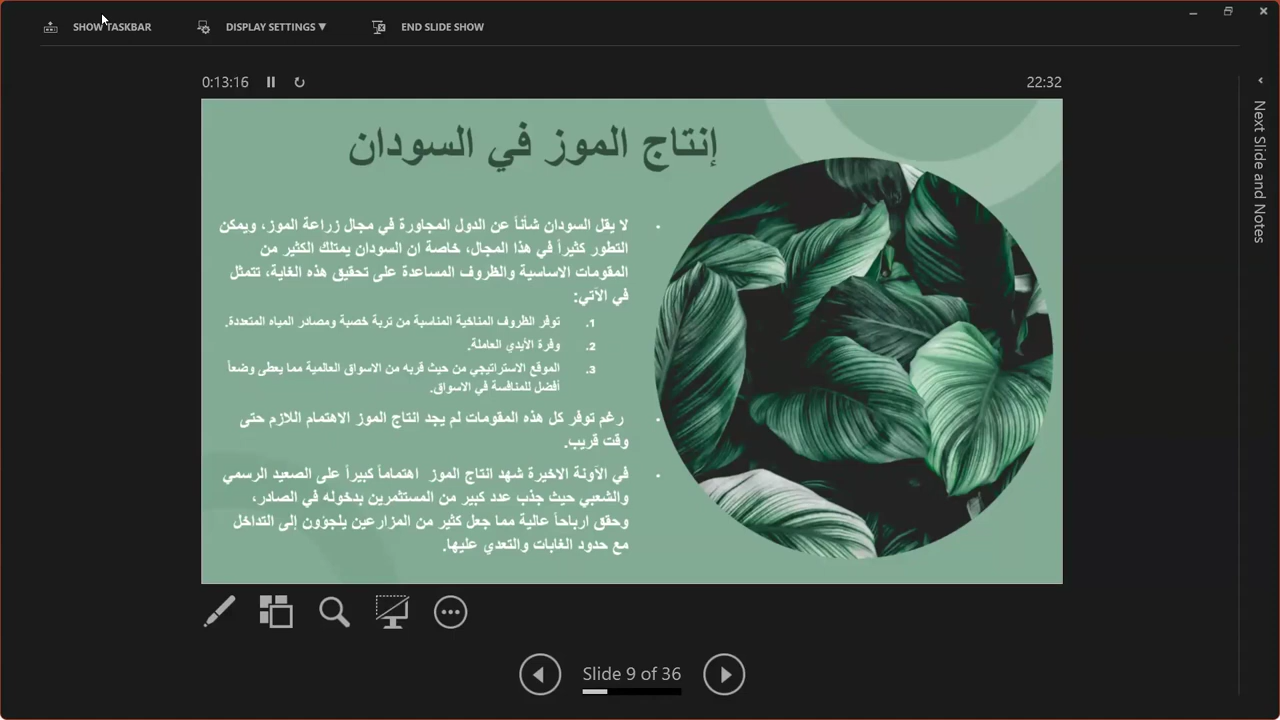 SHOW TASKBAR
DISPLAY SETTINGS ▼
END SLIDE SHOW
0:13:16
22:32
Next Slide and Notes
إنتاج الموز في السودان
• لا يقل السودان شأناً عن الدول المجاورة في مجال زراعة الموز، ويمكن
التطور كثيراً في هذا المجال، خاصة ان السودان يمتلك الكثير من
المقومات الاساسية والظروف المساعدة على تحقيق هذه الغاية، تتمثل
في الآتي:
1. توفر الظروف المناخية المناسبة من تربة خصبة ومصادر المياه المتعددة.
2. وفرة الأيدي العاملة.
3. الموقع الاستراتيجي من حيث قربه من الاسواق العالمية مما يعطى وضعاً
أفضل للمنافسة في الاسواق.
• رغم توفر كل هذه المقومات لم يجد انتاج الموز الاهتمام اللازم حتى
وقت قريب.
• في الآونة الاخيرة شهد انتاج الموز اهتماماً كبيراً على الصعيد الرسمي
والشعبي حيث جذب عدد كبير من المستثمرين بدخوله في الصادر،
وحقق ارباحاً عالية مما جعل كثير من المزارعين يلجؤون إلى التداخل
مع حدود الغابات والتعدي عليها.
Slide 9 of 36